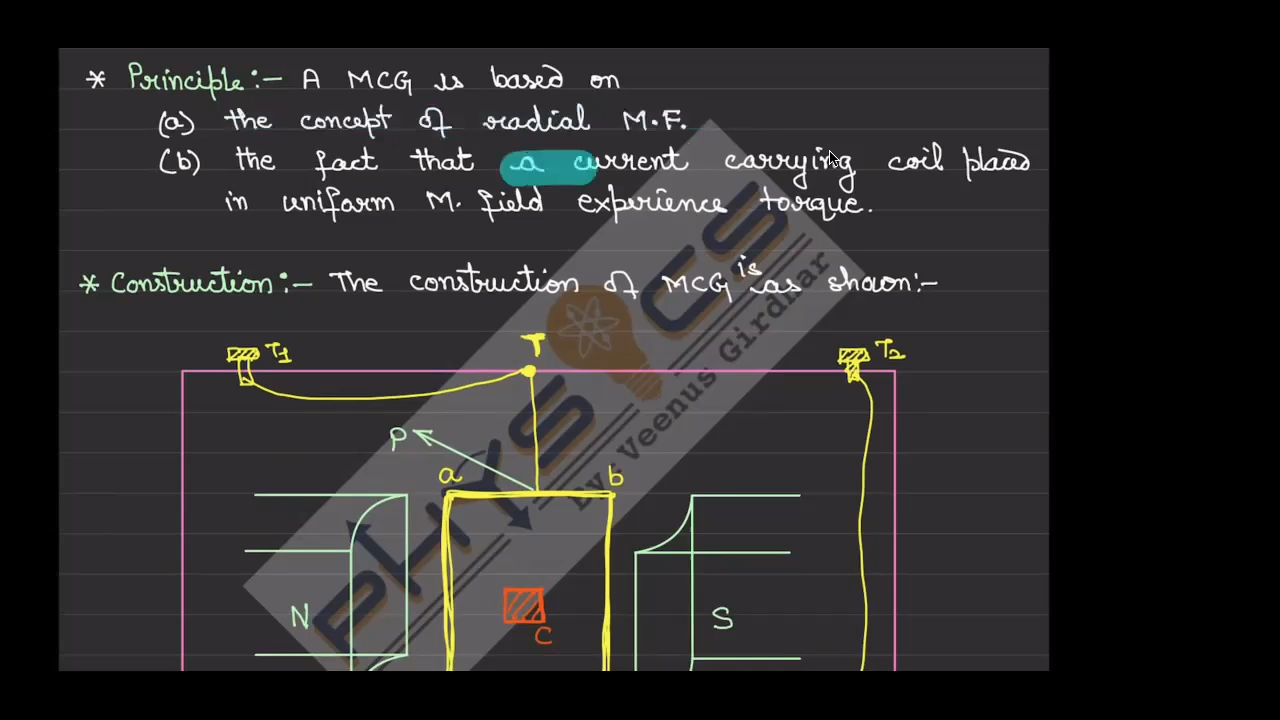 * Principle:- A MCG is based on
(a) the concept of radial M.F.
(b) the fact that a current carrying coil placed
in uniform M. field experience torque.
* Construction:- The construction of MCG is as shown:-
T1
T
T2
P
a
b
N
C
S
PHYSICS
By: Veenus Girdhar